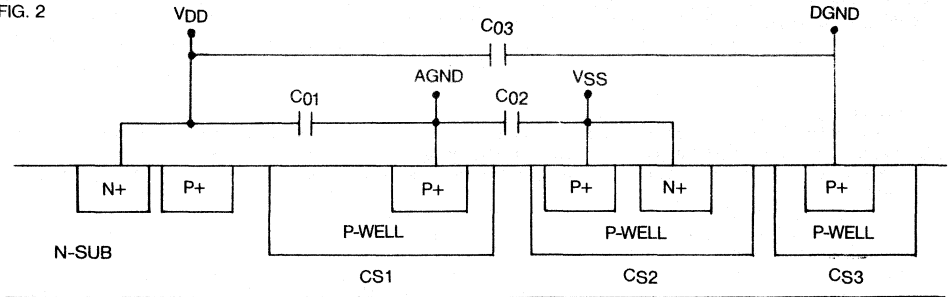 FIG. 2
VDD
C03
DGND
AGND
VSS
C01
C02
N+
P+
P+
P+
N+
P+
P-WELL
P-WELL
P-WELL
N-SUB
CS1
CS2
CS3